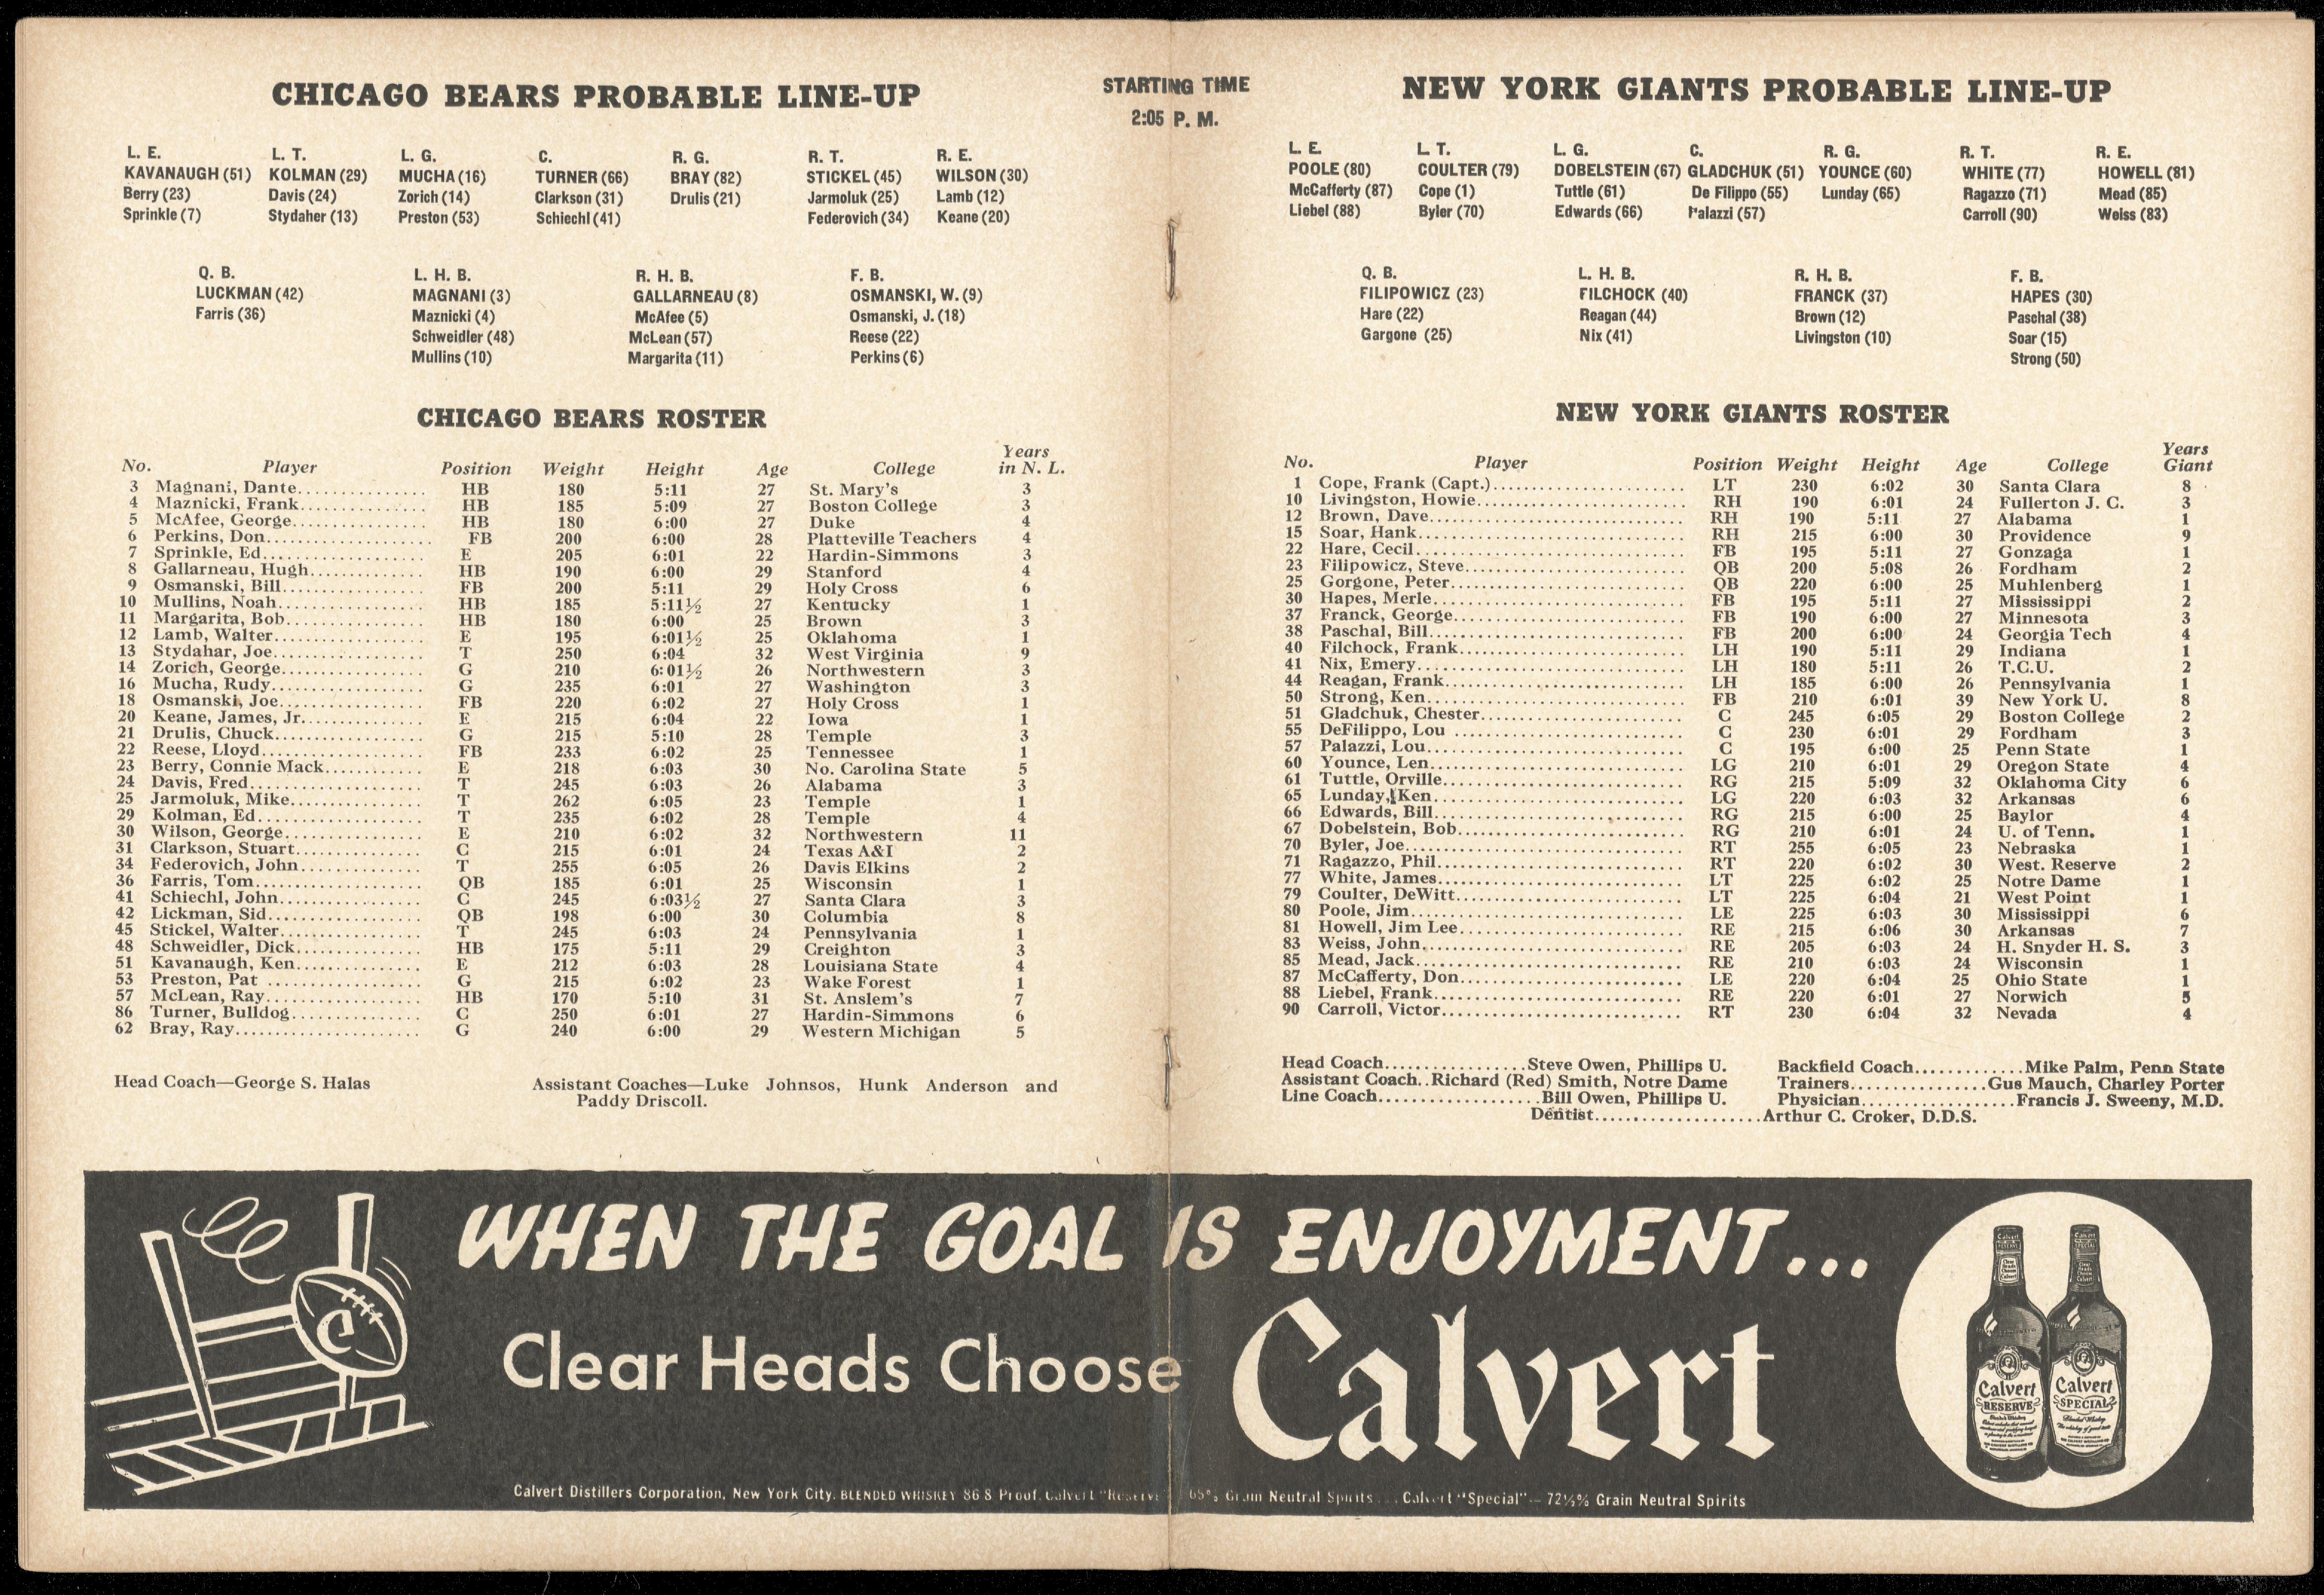 CHICAGO BEARS PROBABLE LINE-UP
L. E. L. T. L. G. C. R. G. R. T. R. E.
KAVANAUGH (51) KOLMAN (29) MUCHA (16) TURNER (66) BRAY (82) STICKEL (45) WILSON (30)
Berry (23) Davis (24) Zorich (14) Clarkson (31) Drulis (21) Jarmoluk (25) Lamb (12)
Sprinkle (7) Stydaher (13) Preston (53) Schiechl (41) Federovich (34) Keane (20)
Q. B. L. H. B. R. H. B. F. B.
LUCKMAN (42) MAGNANI (3) GALLARNEAU (8) OSMANSKI, W. (9)
Farris (36) Maznicki (4) McAfee (5) Osmanski, J. (18)
Schweidler (48) McLean (57) Reese (22)
Mullins (10) Margarita (11) Perkins (6)
CHICAGO BEARS ROSTER
No. Player Position Weight Height Age College Years in N. L.
3 Magnani, Dante HB 180 5:11 27 St. Mary's 3
4 Maznicki, Frank HB 185 5:09 27 Boston College 3
5 McAfee, George HB 180 6:00 27 Duke 4
6 Perkins, Don FB 200 6:00 28 Platteville Teachers 4
7 Sprinkle, Ed E 205 6:01 22 Hardin-Simmons 3
8 Gallarneau, Hugh HB 190 6:00 29 Stanford 4
9 Osmanski, Bill FB 200 5:11 29 Holy Cross 6
10 Mullins, Noah HB 185 5:11½ 27 Kentucky 1
11 Margarita, Bob HB 180 6:00 25 Brown 3
12 Lamb, Walter E 195 6:01½ 25 Oklahoma 1
13 Stydahar, Joe T 250 6:04 32 West Virginia 9
14 Zorich, George G 210 6:01½ 26 Northwestern 3
16 Mucha, Rudy G 235 6:01 27 Washington 3
18 Osmanski, Joe FB 220 6:02 27 Holy Cross 1
20 Keane, James, Jr. E 215 6:04 22 Iowa 1
21 Drulis, Chuck G 215 5:10 28 Temple 3
22 Reese, Lloyd FB 233 6:02 25 Tennessee 1
23 Berry, Connie Mack E 218 6:03 30 No. Carolina State 5
24 Davis, Fred T 245 6:03 26 Alabama 3
25 Jarmoluk, Mike T 262 6:05 23 Temple 1
29 Kolman, Ed T 235 6:02 28 Temple 4
30 Wilson, George E 210 6:02 32 Northwestern 11
31 Clarkson, Stuart C 215 6:01 24 Texas A&I 2
34 Federovich, John T 255 6:05 26 Davis Elkins 2
36 Farris, Tom QB 185 6:01 25 Wisconsin 1
41 Schiechl, John C 245 6:03½ 27 Santa Clara 3
42 Lickman, Sid QB 198 6:00 30 Columbia 8
45 Stickel, Walter T 245 6:03 24 Pennsylvania 1
48 Schweidler, Dick HB 175 5:11 29 Creighton 3
51 Kavanaugh, Ken E 212 6:03 28 Louisiana State 4
53 Preston, Pat G 215 6:02 23 Wake Forest 1
57 McLean, Ray HB 170 5:10 31 St. Anslem's 7
86 Turner, Bulldog C 250 6:01 27 Hardin-Simmons 6
62 Bray, Ray G 240 6:00 29 Western Michigan 5
Head Coach—George S. Halas Assistant Coaches—Luke Johnsos, Hunk Anderson and
Paddy Driscoll.
STARTING TIME
2:05 P. M.
NEW YORK GIANTS PROBABLE LINE-UP
L. E. L. T. L. G. C. R. G. R. T. R. E.
POOLE (80) COULTER (79) DOBELSTEIN (67) GLADCHUK (51) YOUNCE (60) WHITE (77) HOWELL (81)
McCafferty (87) Cope (1) Tuttle (61) De Filippo (55) Lunday (65) Ragazzo (71) Mead (85)
Liebel (88) Byler (70) Edwards (66) Palazzi (57) Carroll (90) Weiss (83)
Q. B. L. H. B. R. H. B. F. B.
FILIPOWICZ (23) FILCHOCK (40) FRANCK (37) HAPES (30)
Hare (22) Reagan (44) Brown (12) Paschal (38)
Gargone (25) Nix (41) Livingston (10) Soar (15)
Strong (50)
NEW YORK GIANTS ROSTER
No. Player Position Weight Height Age College Years Giant
1 Cope, Frank (Capt.) LT 230 6:02 30 Santa Clara 8
10 Livingston, Howie RH 190 6:01 24 Fullerton J. C. 3
12 Brown, Dave RH 190 5:11 27 Alabama 1
15 Soar, Hank RH 215 6:00 30 Providence 9
22 Hare, Cecil FB 195 5:11 27 Gonzaga 1
23 Filipowicz, Steve QB 200 5:08 26 Fordham 2
25 Gorgone, Peter QB 220 6:00 25 Muhlenberg 1
30 Hapes, Merle FB 195 5:11 27 Mississippi 2
37 Franck, George FB 190 6:00 27 Minnesota 3
38 Paschal, Bill FB 200 6:00 24 Georgia Tech 4
40 Filchock, Frank LH 190 5:11 29 Indiana 1
41 Nix, Emery LH 180 5:11 26 T.C.U. 2
44 Reagan, Frank LH 185 6:00 26 Pennsylvania 1
50 Strong, Ken FB 210 6:01 39 New York U. 8
51 Gladchuk, Chester C 245 6:05 29 Boston College 2
55 DeFilippo, Lou C 230 6:01 29 Fordham 3
57 Palazzi, Lou C 195 6:00 25 Penn State 1
60 Younce, Len LG 210 6:01 29 Oregon State 4
61 Tuttle, Orville RG 215 5:09 32 Oklahoma City 6
65 Lunday, Ken LG 220 6:03 32 Arkansas 6
66 Edwards, Bill RG 215 6:00 25 Baylor 4
67 Dobelstein, Bob RG 210 6:01 24 U. of Tenn. 1
70 Byler, Joe RT 255 6:05 23 Nebraska 1
71 Ragazzo, Phil RT 220 6:02 30 West. Reserve 2
77 White, James LT 225 6:02 25 Notre Dame 1
79 Coulter, DeWitt LT 225 6:04 21 West Point 1
80 Poole, Jim LE 225 6:03 30 Mississippi 6
81 Howell, Jim Lee RE 215 6:06 30 Arkansas 7
83 Weiss, John RE 205 6:03 24 H. Snyder H. S. 3
85 Mead, Jack RE 210 6:03 24 Wisconsin 1
87 McCafferty, Don LE 220 6:04 25 Ohio State 1
88 Liebel, Frank RE 220 6:01 27 Norwich 5
90 Carroll, Victor RT 230 6:04 32 Nevada 4
Head Coach Steve Owen, Phillips U. Backfield Coach Mike Palm, Penn State
Assistant Coach Richard (Red) Smith, Notre Dame Trainers Gus Mauch, Charley Porter
Line Coach Bill Owen, Phillips U. Physician Francis J. Sweeny, M.D.
Dentist Arthur C. Croker, D.D.S.
WHEN THE GOAL IS ENJOYMENT...
Clear Heads Choose Calvert
C
Calvert RESERVE Calvert SPECIAL
Calvert Distillers Corporation, New York City. BLENDED WHISKEY 86.8 Proof. Calvert "Reserve" 65% Grain Neutral Spirits ... Calvert "Special"— 72½% Grain Neutral Spirits